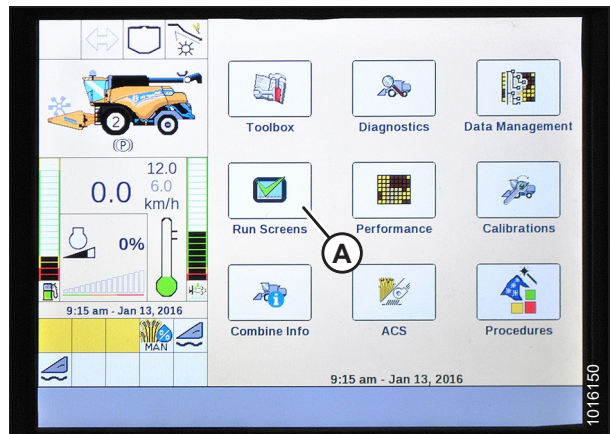 Toolbox
Diagnostics
Data Management
2
(P)
12.0
6.0
0.0
km/h
0%
Run Screens
Performance
Calibrations
A
9:15 am - Jan 13, 2016
MAN
%
Combine Info
ACS
Procedures
9:15 am - Jan 13, 2016
1016150